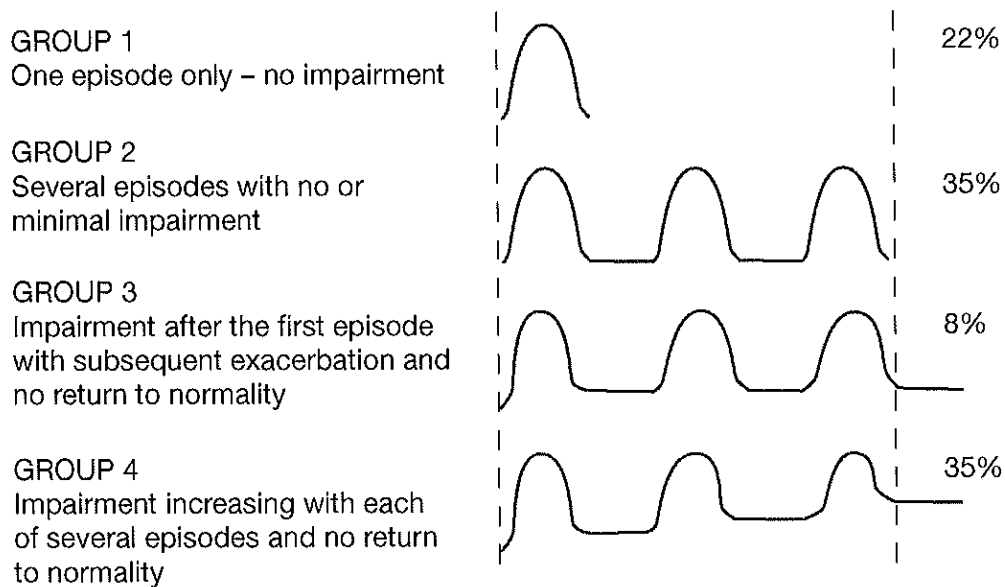 GROUP 1
One episode only – no impairment
22%
GROUP 2
Several episodes with no or
minimal impairment
35%
GROUP 3
Impairment after the first episode
with subsequent exacerbation and
no return to normality
8%
GROUP 4
Impairment increasing with each
of several episodes and no return
to normality
35%